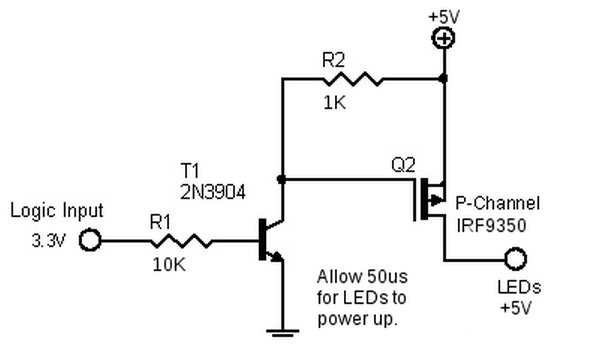 +5V
R2
1K
Q2
T1
2N3904
P-Channel
IRF9350
Logic Input
3.3V
R1
10K
Allow 50us
for LEDs to
power up.
LEDs
+5V